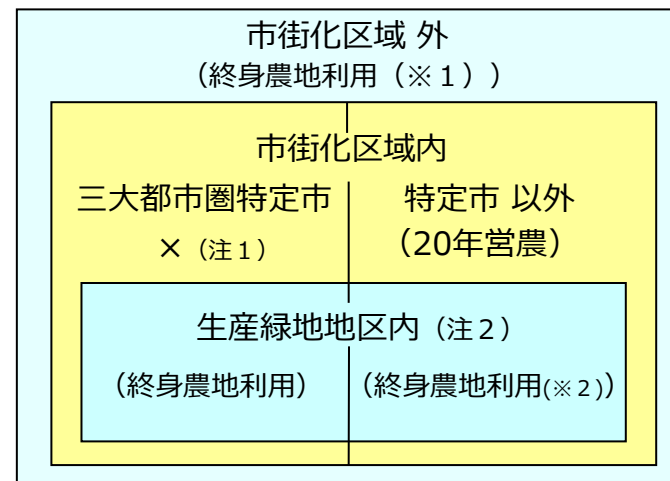 市街化区域 外
（終身農地利用（※１））
市街化区域内
三大都市圏特定市
×（注１）
特定市 以外
（20年営農）
生産緑地地区内（注２）
（終身農地利用）
（終身農地利用(※２)）